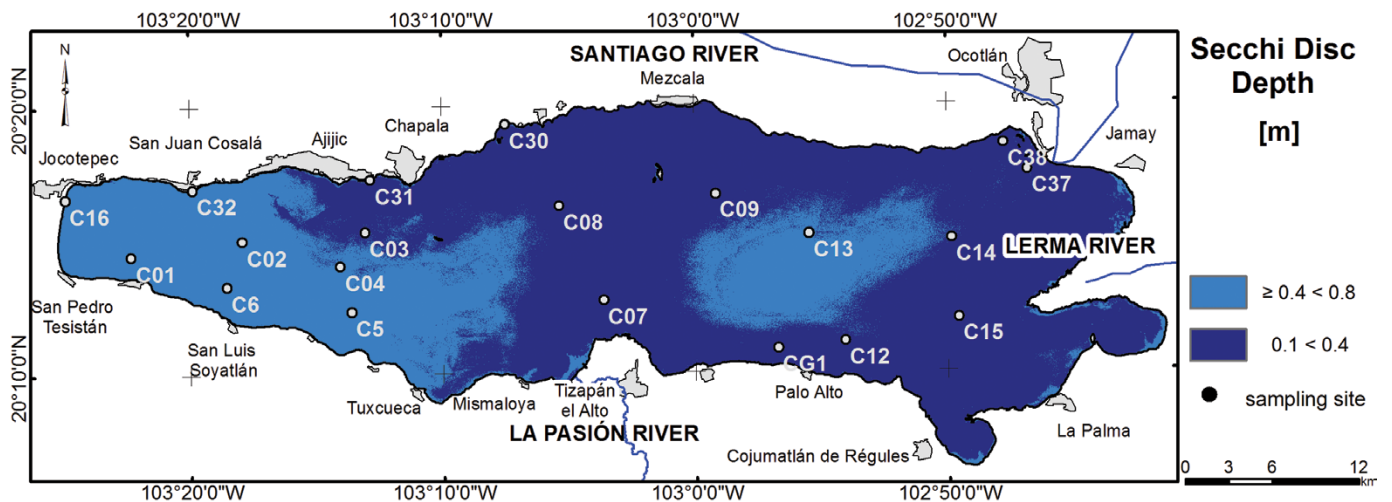 103°20'0"W 103°10'0"W 103°0'0"W 102°50'0"W
N
SANTIAGO RIVER
Mezcala
Ocotlán
Secchi Disc
Depth
[m]
20°20'0"N
San Juan Cosalá
Ajijic
Chapala
Jocotepec
Jamay
C30
C38
C37
C16
C32
C31
C08
C09
C03
C02
C13
C14
LERMA RIVER
C01
C04
C6
C07
C5
C15
San Pedro
Tesistán
San Luis
Soyatlán
CG1
C12
20°10'0"N
Tuxcueca
Mismaloya
Tizapán
el Alto
Palo Alto
LA PASIÓN RIVER
La Palma
Cojumatlán de Régules
≥ 0.4 < 0.8
0.1 < 0.4
sampling site
0 3 6 12
km
103°20'0"W 103°10'0"W 103°0'0"W 102°50'0"W